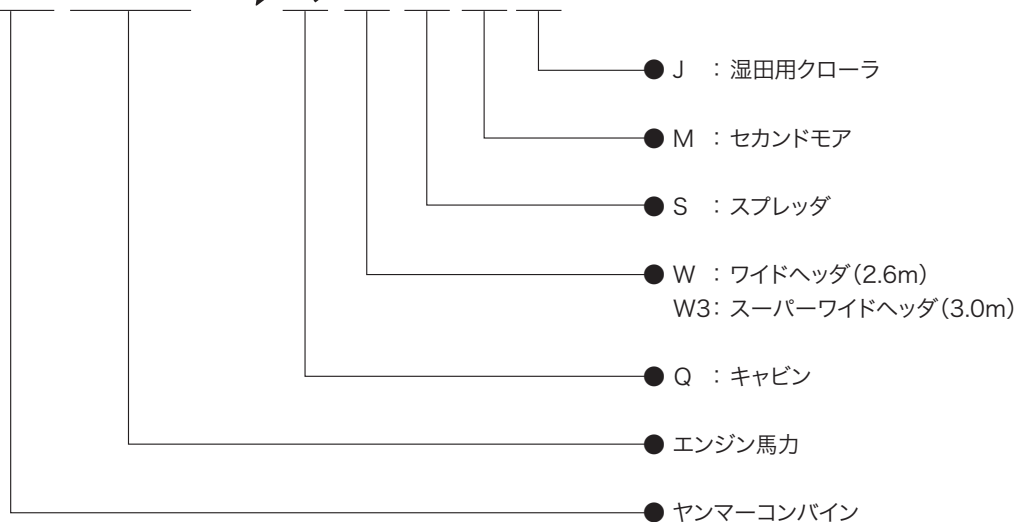 ● J : 湿田用クローラ
● M : セカンドモア
● S : スプレッダ
● W : ワイドヘッダ(2.6m)
W3: スーパーワイドヘッダ(3.0m)
● Q : キャビン
● エンジン馬力
● ヤンマーコンバイン